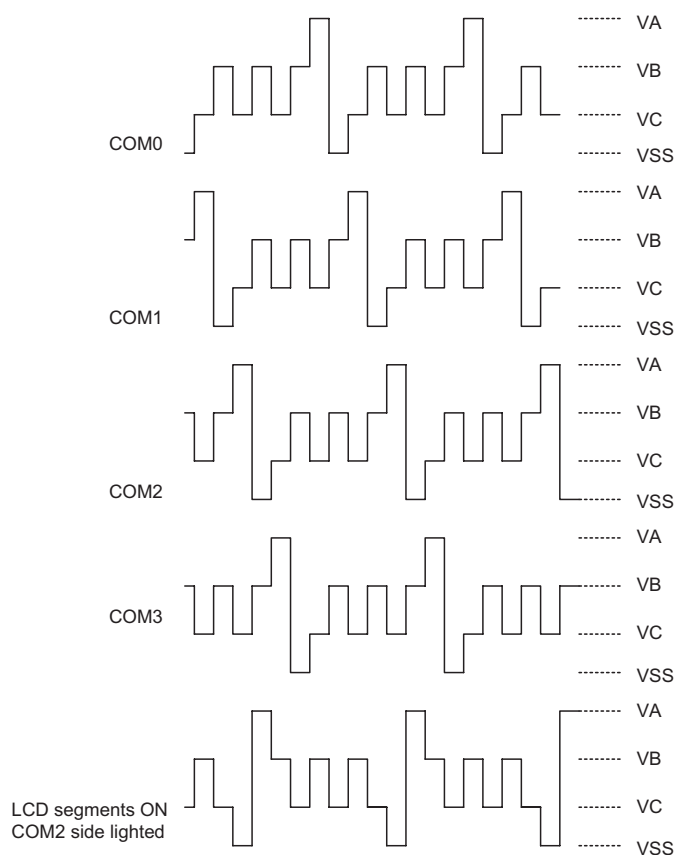 VA
VB
VC
COM0
VSS
VA
VB
VC
COM1
VSS
VA
VB
VC
COM2
VSS
VA
VB
COM3
VC
VSS
VA
VB
VC
LCD segments ON
COM2 side lighted
VSS